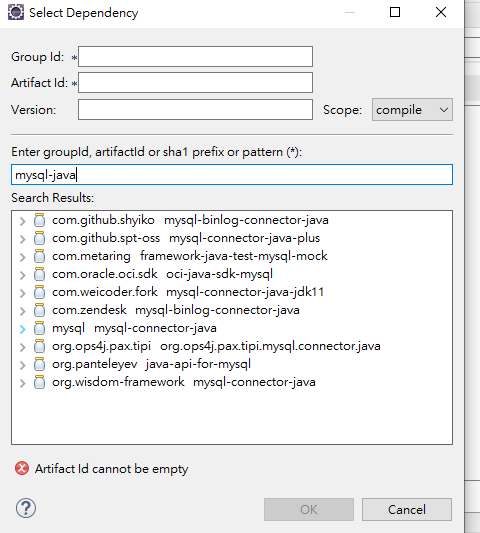 Select Dependency
Group Id: *
Artifact Id: *
Version: Scope: compile
Enter groupId, artifactId or sha1 prefix or pattern (*):
mysql-java
Search Results:
com.github.shyiko mysql-binlog-connector-java
com.github.spt-oss mysql-connector-java-plus
com.metaring framework-java-test-mysql-mock
com.oracle.oci.sdk oci-java-sdk-mysql
com.weicoder.fork mysql-connector-java-jdk11
com.zendesk mysql-binlog-connector-java
mysql mysql-connector-java
org.ops4j.pax.tipi org.ops4j.pax.tipi.mysql.connector.java
org.panteleyev java-api-for-mysql
org.wisdom-framework mysql-connector-java
Artifact Id cannot be empty
? OK Cancel